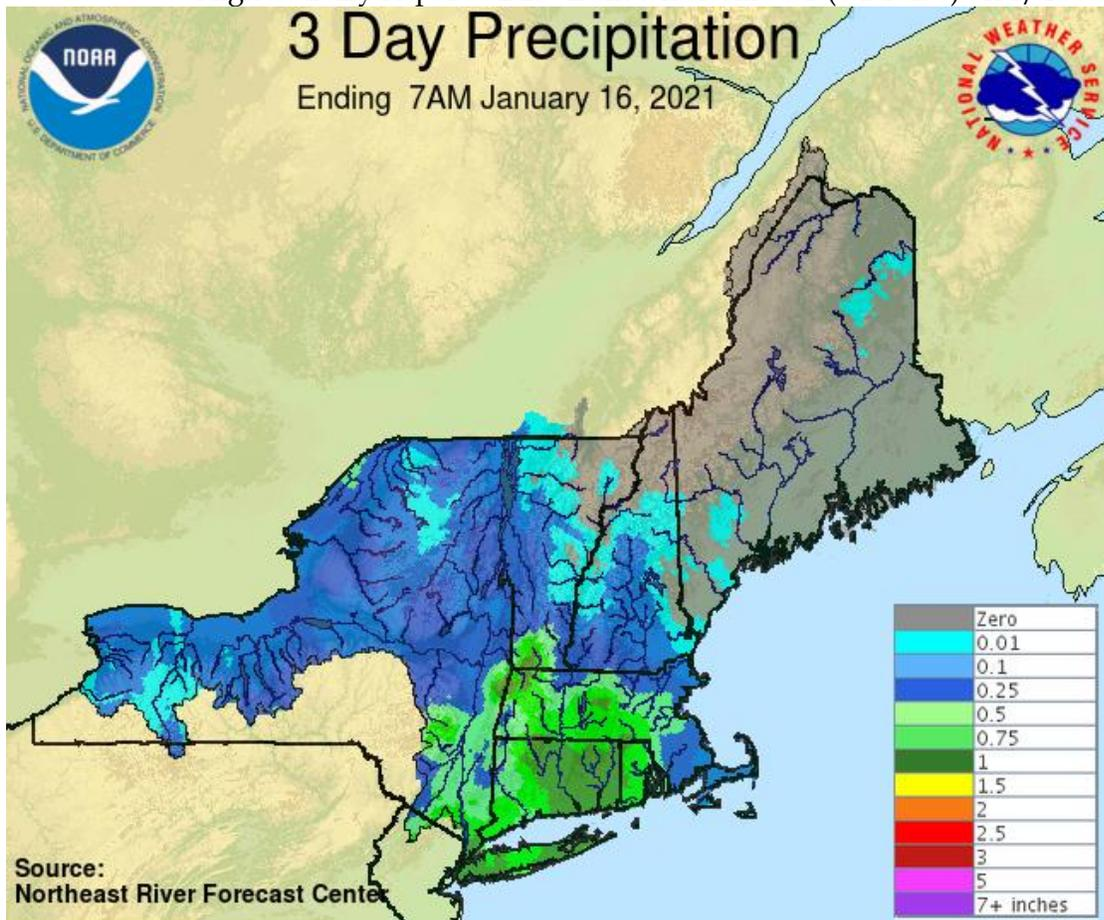 3 Day Precipitation
Ending 7AM January 16, 2021
NOAA
NATIONAL OCEANIC AND ATMOSPHERIC ADMINISTRATION
U.S. DEPARTMENT OF COMMERCE
NATIONAL WEATHER SERVICE
Zero
0.01
0.1
0.25
0.5
0.75
1
1.5
2
2.5
3
5
7+ inches
Source:
Northeast River Forecast Center